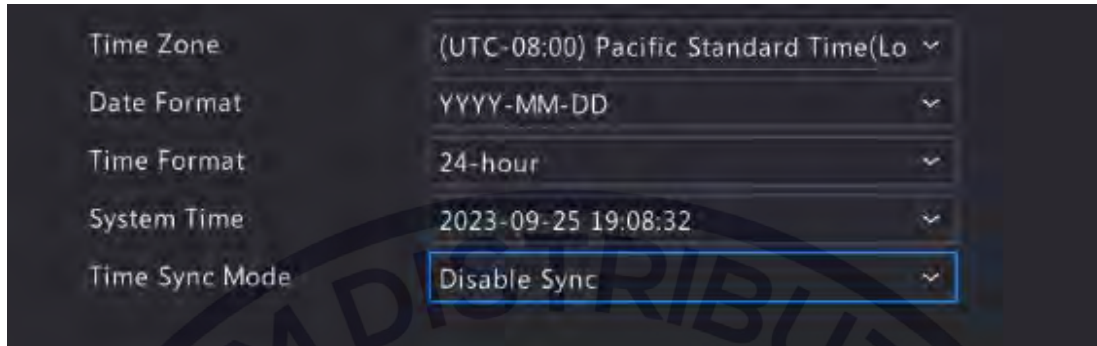 Time Zone (UTC-08:00) Pacific Standard Time(Lo
Date Format YYYY-MM-DD
Time Format 24-hour
System Time 2023-09-25 19:08:32
Time Sync Mode Disable Sync